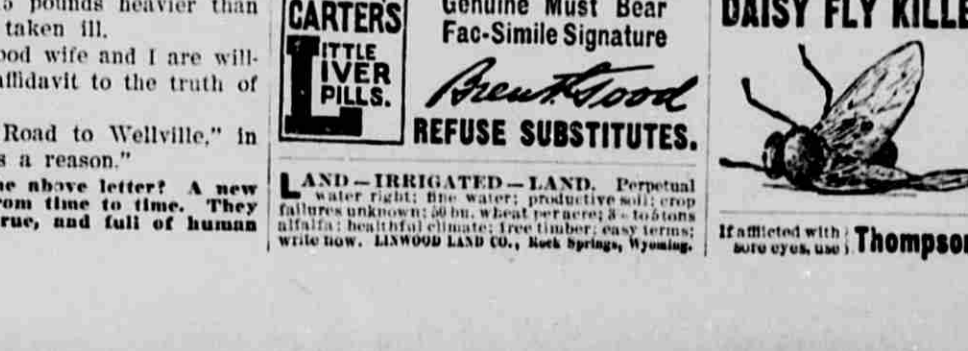 5 pounds heavier than
taken ill.
ood wife and I are will-
affidavit to the truth of
Road to Wellville," in
s a reason."
he above letter? A new
rom time to time. They
rue, and full of human
CARTER'S
LITTLE
LIVER
PILLS.
Genuine Must Bear
Fac-Simile Signature
Brent Good
REFUSE SUBSTITUTES.
LAND—IRRIGATED—LAND. Perpetual
water right; fine water; productive soil; crop
failures unknown; 50 bu. wheat per acre; 3 - to 5 tons
alfalfa; healthful climate; free timber; easy terms;
write now. LINWOOD LAND CO., Rock Springs, Wyoming.
DAISY FLY KILLE
If afflicted with
sore eyes, use
Thompson